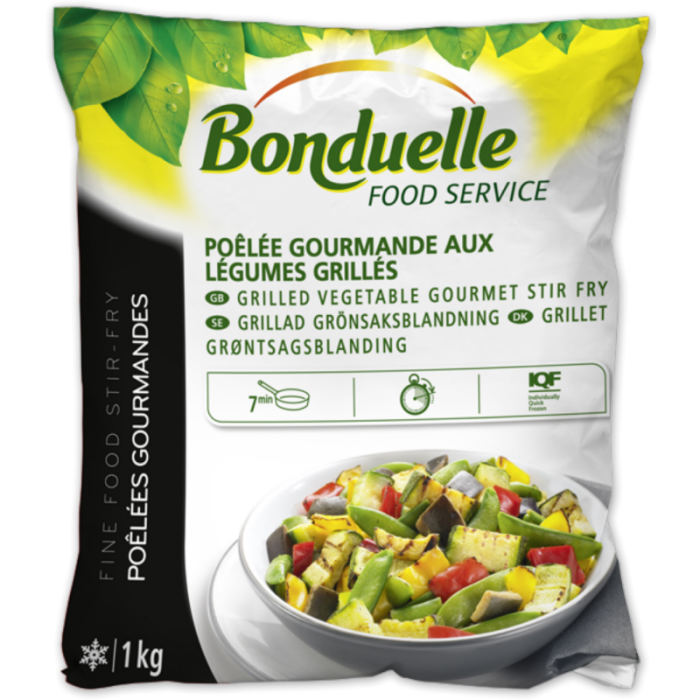 Bonduelle
FOOD SERVICE
POÊLÉE GOURMANDE AUX
LÉGUMES GRILLÉS
GB GRILLED VEGETABLE GOURMET STIR FRY
SE GRILLAD GRÖNSAKSBLANDNING DK GRILLET
GRØNTSAGSBLANDING
7min
IQF
Individually
Quick
Frozen
FINE FOOD STIR-FRY
POÊLÉES GOURMANDES
1kg